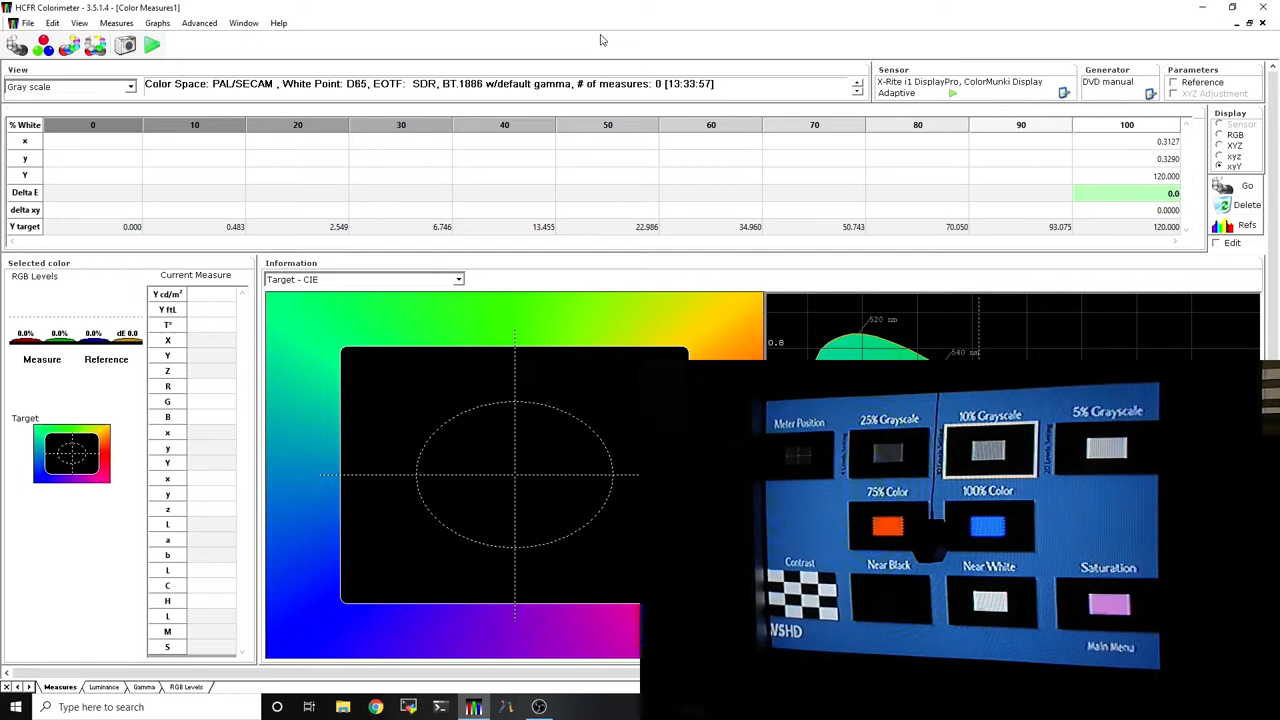 HCFR Colorimeter - 3.5.1.4 - [Color Measures1]
File Edit View Measures Graphs Advanced Window Help
View
Gray scale
Color Space: PAL/SECAM , White Point: D65, EOTF: SDR, BT.1886 w/default gamma, # of measures: 0 [13:33:57]
Sensor
X-Rite i1 DisplayPro, ColorMunki Display
Adaptive
Generator
DVD manual
Parameters
Reference
XYZ Adjustment
% White 0 10 20 30 40 50 60 70 80 90 100
x 0.3127
y 0.3290
Y 120.000
Delta E 0.0
delta xy 0.0000
Y target 0.000 0.483 2.549 6.746 13.455 22.986 34.960 50.743 70.050 93.075 120.000
Display
Sensor
RGB
XYZ
xyz
xyY
Go
Delete
Refs
Edit
Selected color
RGB Levels
0.0% 0.0% 0.0% dE 0.0
Measure Reference
Target
Current Measure
Y cd/m²
Y ftL
T°
X
Y
Z
R
G
B
x
y
Y
x
y
z
L
a
b
L
C
H
L
M
S
Information
Target - CIE
520 nm
0.8
540 nm
Meter Position
25% Grayscale
10% Grayscale
5% Grayscale
75% Color
100% Color
Contrast
Near Black
Near White
Saturation
VSHD
Main Menu
Measures Luminance Gamma RGB Levels
Type here to search